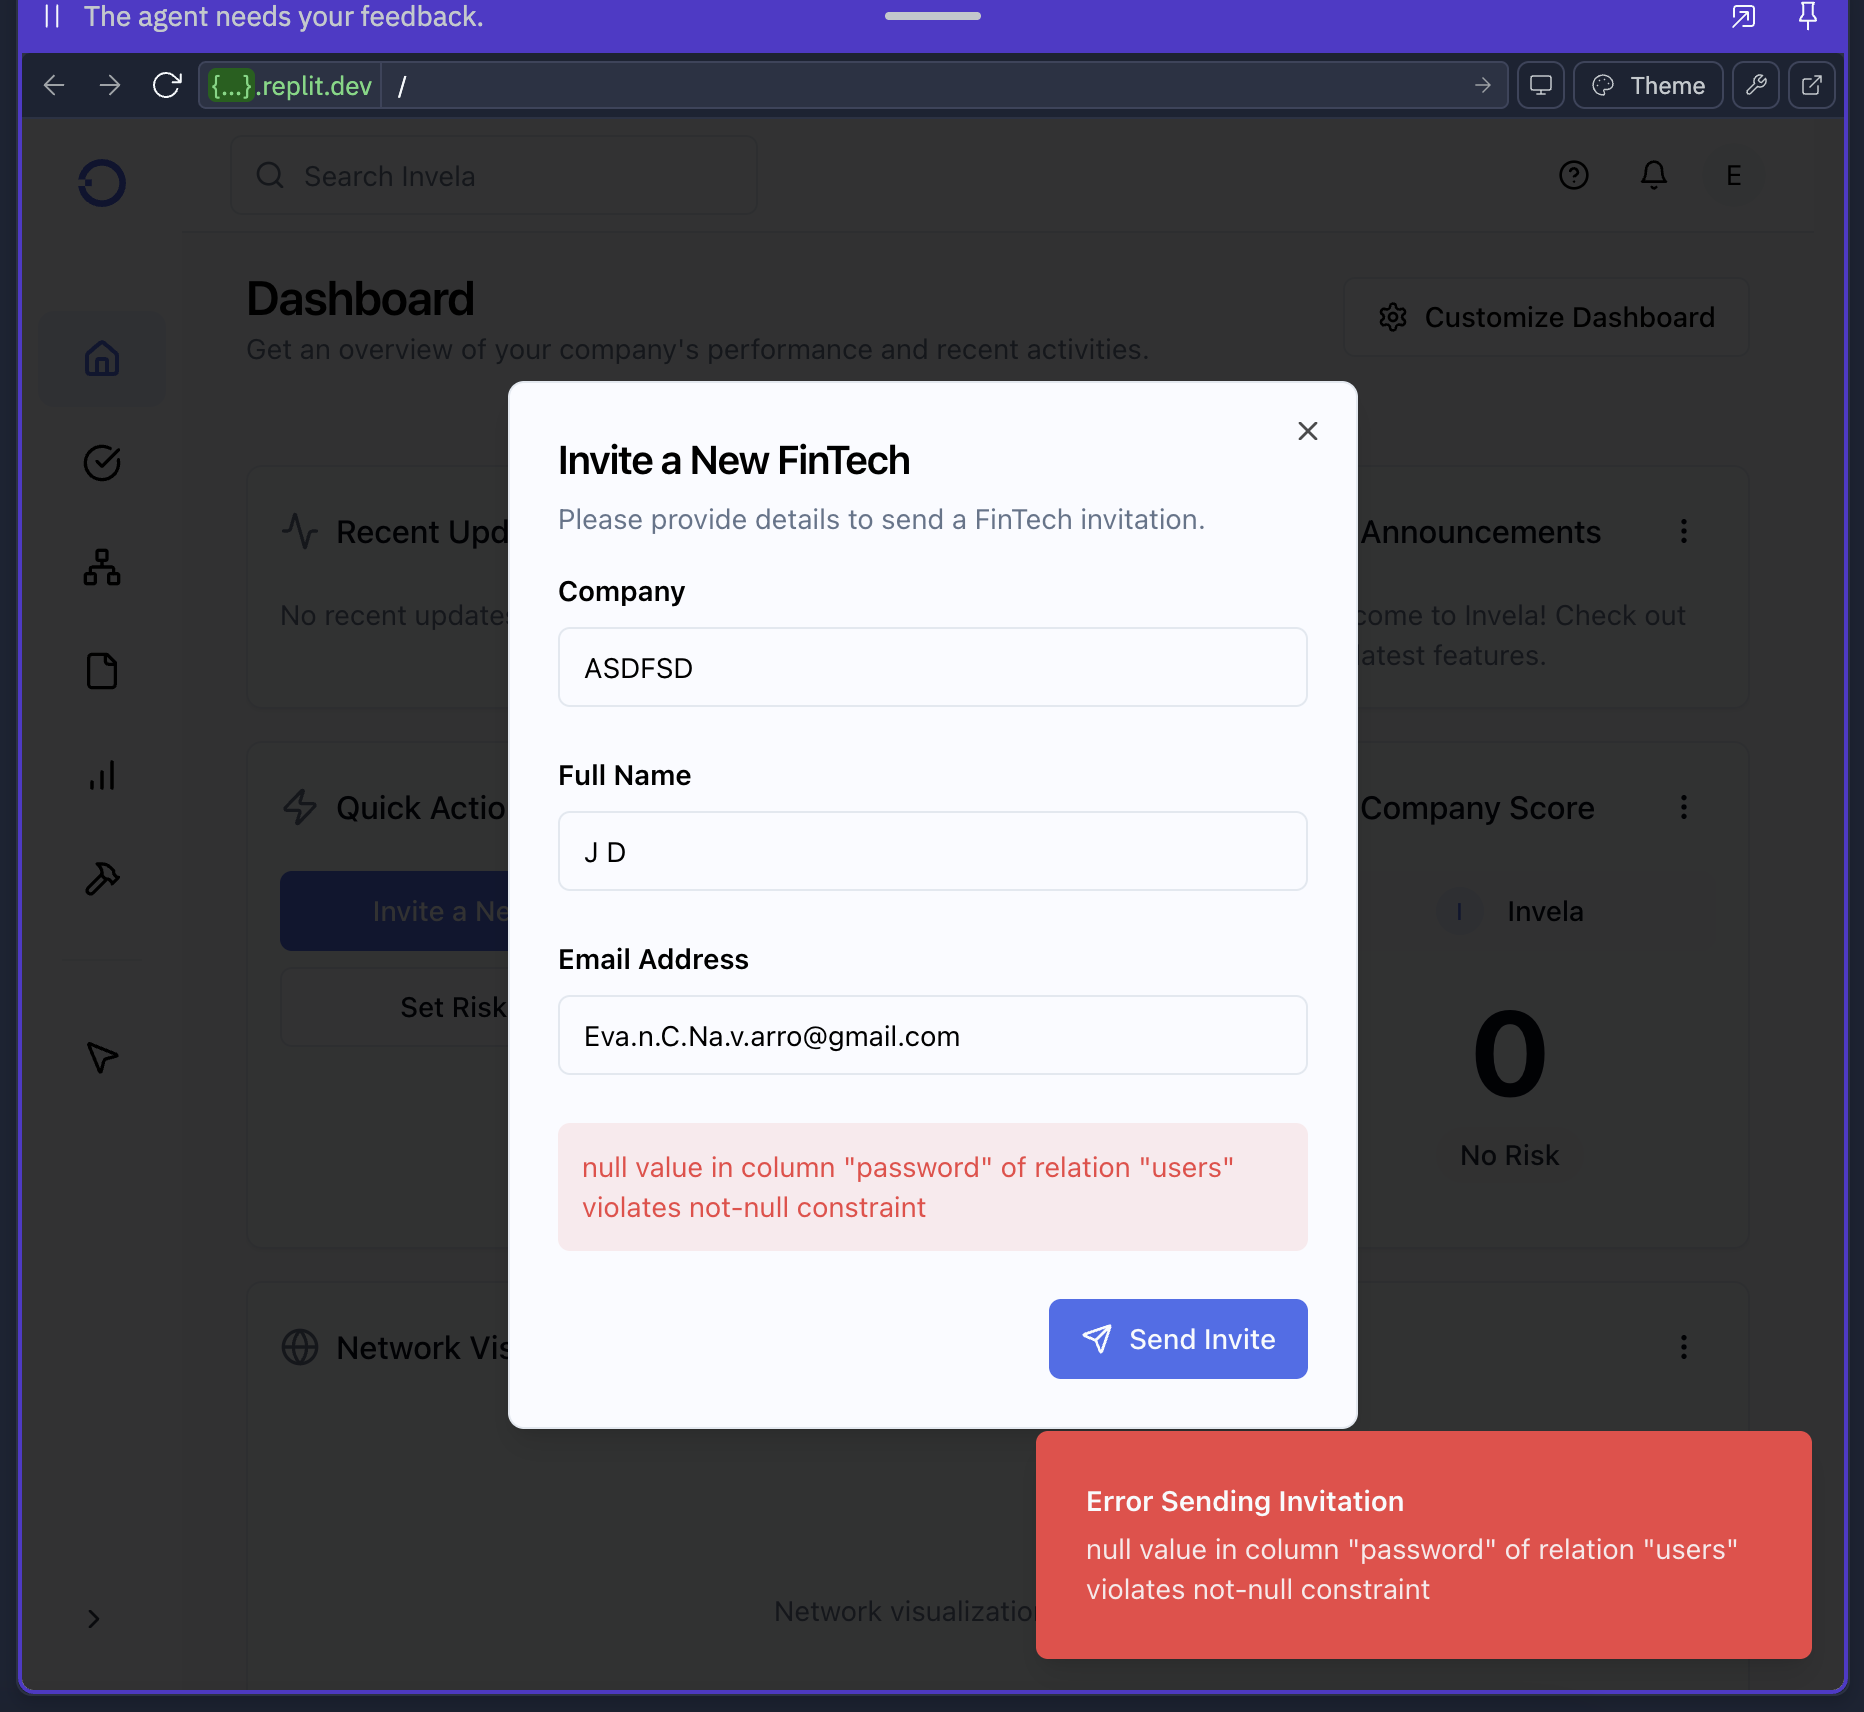 The agent needs your feedback.
{...}.replit.dev
/
Theme
Search Invela
E
Dashboard
Get an overview of your company's performance and recent activities.
Customize Dashboard
Invite a New FinTech
Please provide details to send a FinTech invitation.
Company
ASDFSD
Full Name
J D
Email Address
Eva.n.C.Na.v.arro@gmail.com
null value in column "password" of relation "users"
violates not-null constraint
Send Invite
Recent Upd
No recent updates
Announcements
come to Invela! Check out
atest features.
Quick Actio
Invite a Ne
Set Risk
Company Score
I
Invela
0
No Risk
Network Vis
Network visualization
Error Sending Invitation
null value in column "password" of relation "users"
violates not-null constraint